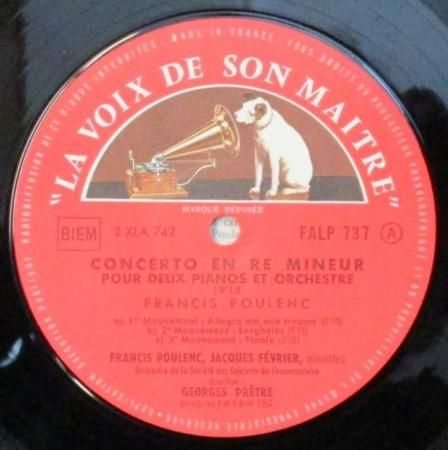 MADE IN FRANCE
"LA VOIX DE SON MAITRE"
MARQUE DÉPOSÉE
BIEM
2 XLA 742
FALP 737
A
CONCERTO EN RE MINEUR
POUR DEUX PIANOS ET ORCHESTRE
19'15
FRANCIS POULENC
a) 1er Mouvement : Allegro ma non troppo
b) 2e Mouvement : Larghetto
c) 3e Mouvement : Finale
FRANCIS POULENC, JACQUES FÉVRIER, pianistes
Orchestre de la Société des Concerts du Conservatoire
direction :
GEORGES PRÊTRE